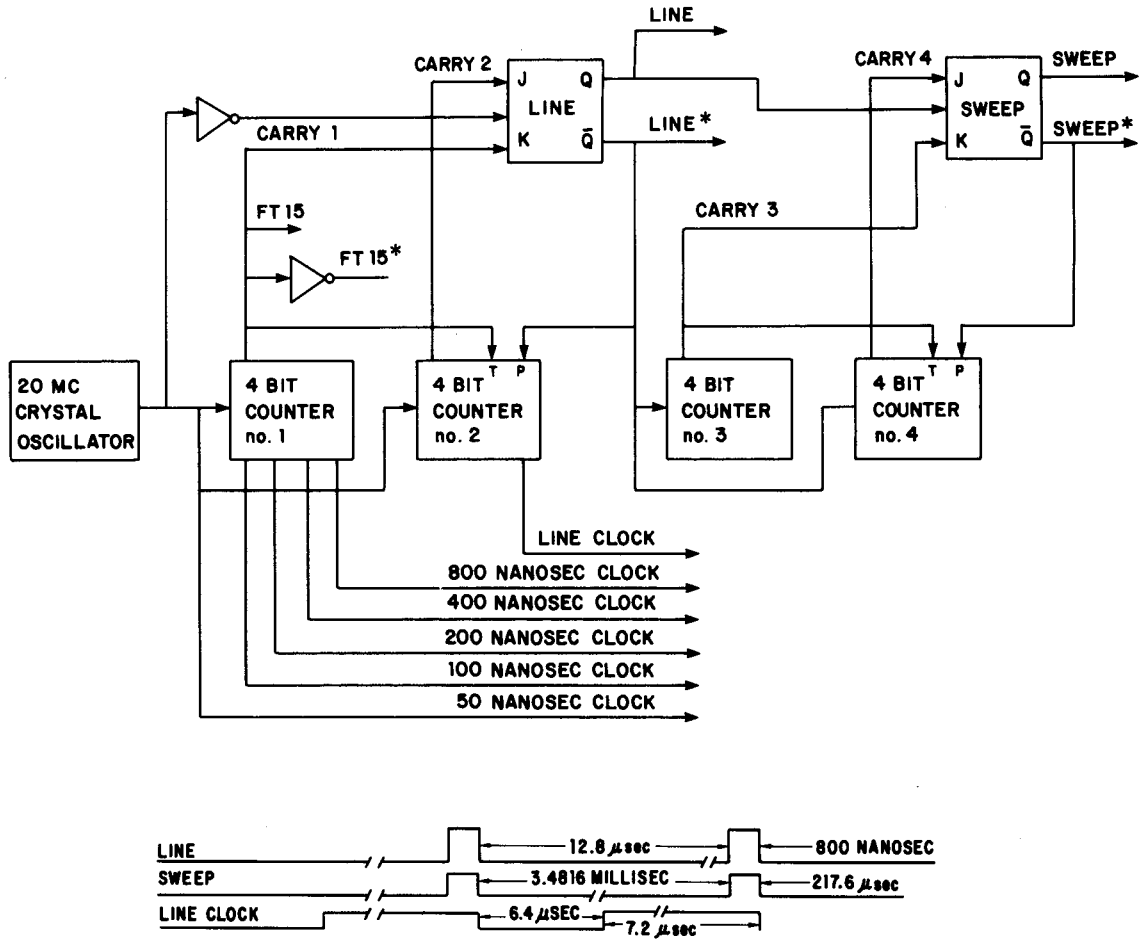 LINE
CARRY 2
J Q
LINE
K Q̅
LINE*
CARRY 4
J Q
SWEEP
K Q̅
SWEEP
SWEEP*
CARRY 1
FT 15
FT 15*
CARRY 3
20 MC
CRYSTAL
OSCILLATOR
4 BIT
COUNTER
no. 1
T P
4 BIT
COUNTER
no. 2
4 BIT
COUNTER
no. 3
T P
4 BIT
COUNTER
no. 4
LINE CLOCK
800 NANOSEC CLOCK
400 NANOSEC CLOCK
200 NANOSEC CLOCK
100 NANOSEC CLOCK
50 NANOSEC CLOCK
LINE 12.8 μsec 800 NANOSEC
SWEEP 3.4816 MILLISEC 217.6 μsec
LINE CLOCK 6.4 μSEC
7.2 μsec